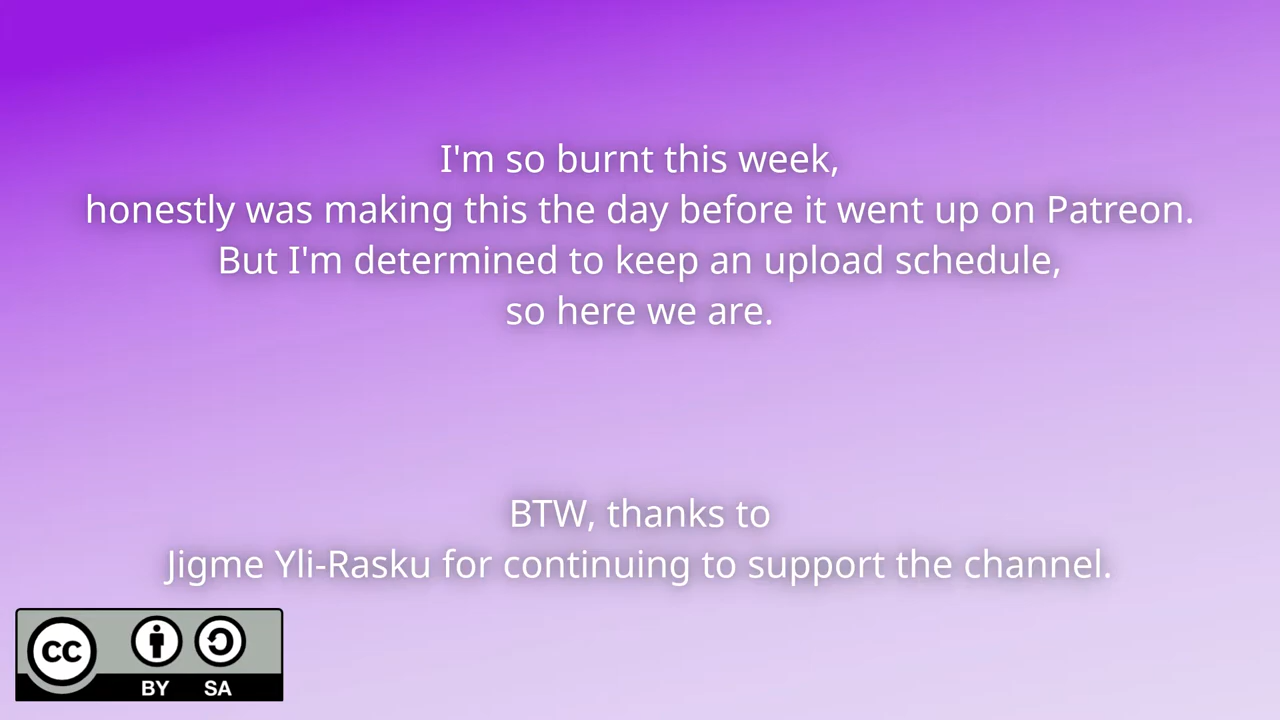 I'm so burnt this week,
honestly was making this the day before it went up on Patreon.
But I'm determined to keep an upload schedule,
so here we are.
BTW, thanks to
Jigme Yli-Rasku for continuing to support the channel.
cc
BY SA